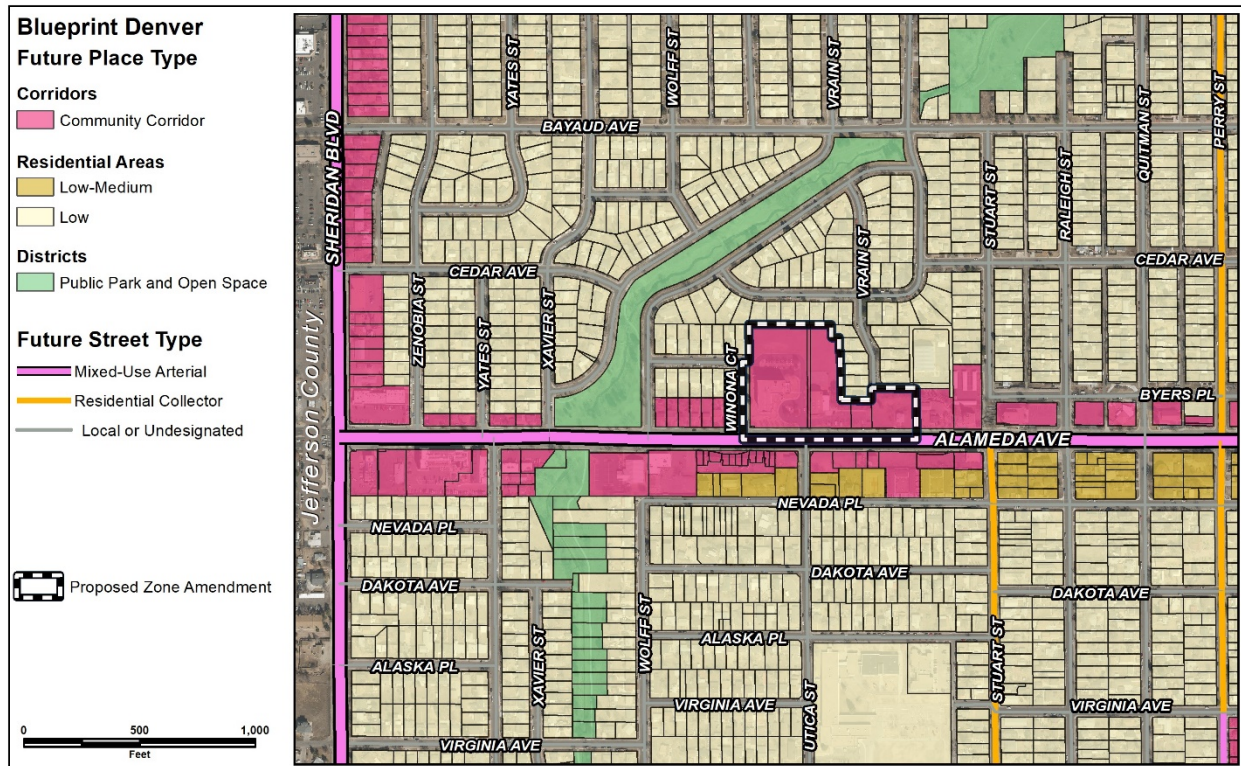 Blueprint Denver
Future Place Type
Corridors
Community Corridor
Residential Areas
Low-Medium
Low
Districts
Public Park and Open Space
Future Street Type
Mixed-Use Arterial
Residential Collector
Local or Undesignated
Proposed Zone Amendment
0 500 1,000
Feet
Jefferson County
SHERIDAN BLVD
YATES ST
WOLFF ST
VRAIN ST
BAYAUD AVE
STUART ST
RALEIGH ST
QUITMAN ST
PERRY ST
CEDAR AVE
ZENOBIA ST
YATES ST
XAVIER ST
VRAIN ST
CEDAR AVE
WINONA CT
BYERS PL
ALAMEDA AVE
NEVADA PL
NEVADA PL
DAKOTA AVE
DAKOTA AVE
DAKOTA AVE
XAVIER ST
WOLFF ST
ALASKA PL
ALASKA PL
UTICA ST
STUART ST
VIRGINIA AVE
VIRGINIA AVE
VIRGINIA AVE